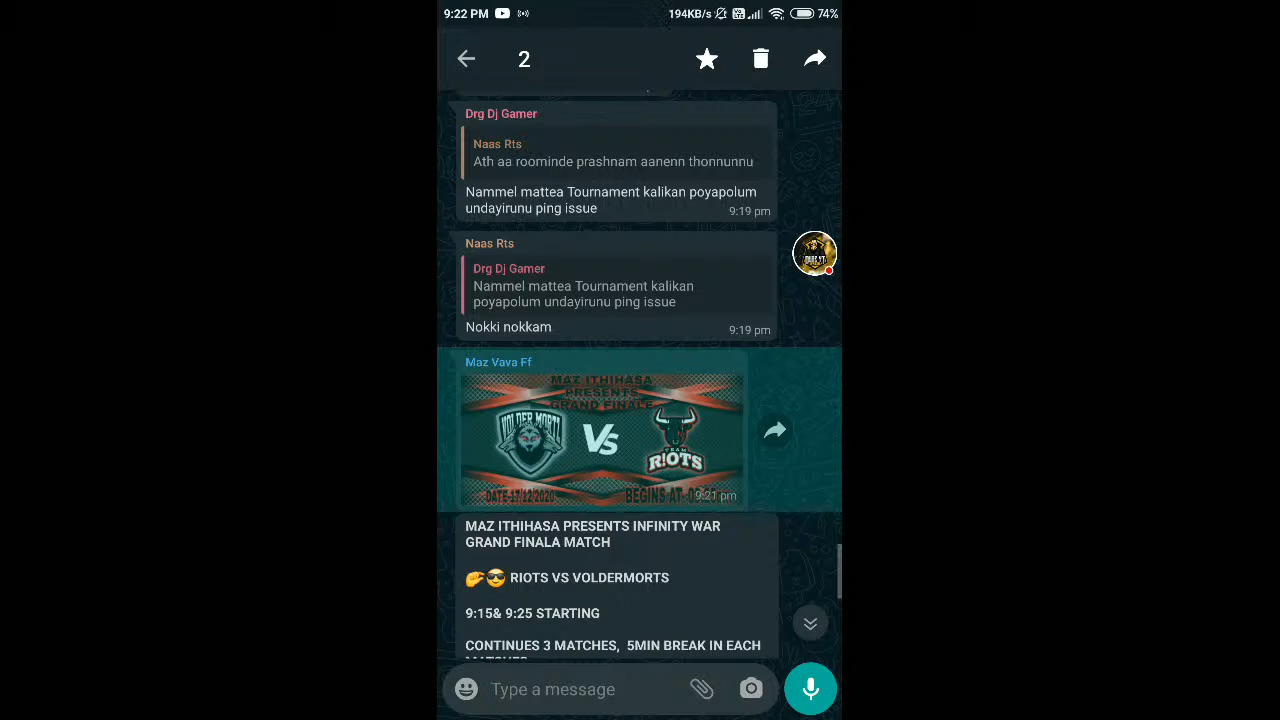 9:22 PM 194KB/s 74%
2
Drg Dj Gamer
Naas Rts
Ath aa roominde prashnam aanenn thonnunnu
Nammel mattea Tournament kalikan poyapolum
undayirunu ping issue
9:19 pm
Naas Rts
Drg Dj Gamer
Nammel mattea Tournament kalikan
poyapolum undayirunu ping issue
Nokki nokkam
9:19 pm
Maz Vava Ff
MAZ ITHIHASA
PRESENTS
GRAND FINALE
VOLDER MORTS
VS
TEAM
RIOTS
DATE-17/12/2020
BEGINS AT
9:21 pm
MAZ ITHIHASA PRESENTS INFINITY WAR
GRAND FINALA MATCH
🤏😎 RIOTS VS VOLDERMORTS
9:15& 9:25 STARTING
CONTINUES 3 MATCHES, 5MIN BREAK IN EACH
Type a message